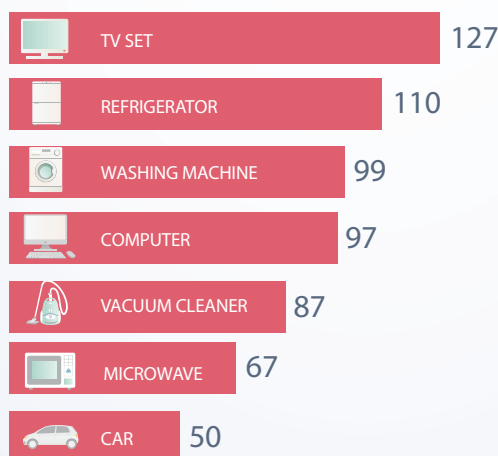 TV SET 127
REFRIGERATOR 110
WASHING MACHINE 99
COMPUTER 97
VACUUM CLEANER 87
MICROWAVE 67
CAR 50